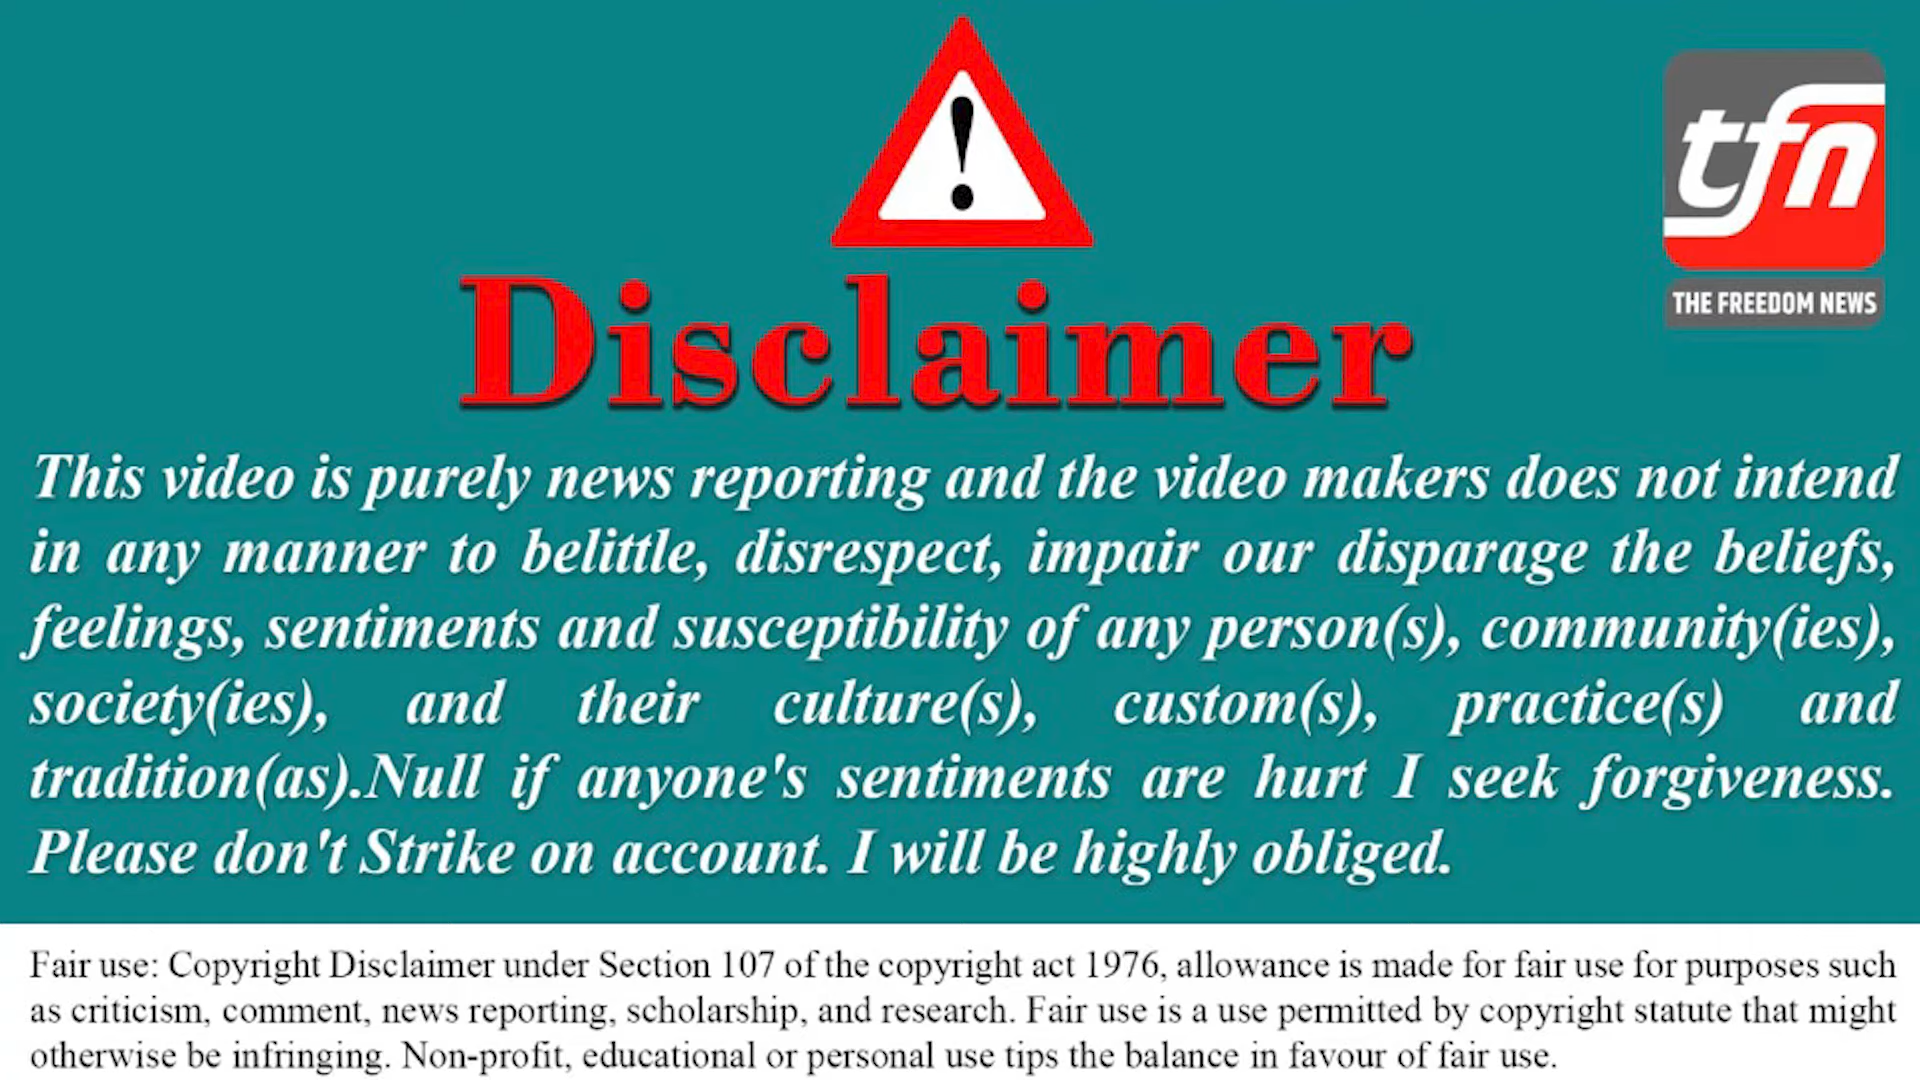 tfn
THE FREEDOM NEWS
Disclaimer
This video is purely news reporting and the video makers does not intend
in any manner to belittle, disrespect, impair our disparage the beliefs,
feelings, sentiments and susceptibility of any person(s), community(ies),
society(ies), and their culture(s), custom(s), practice(s) and
tradition(as).Null if anyone's sentiments are hurt I seek forgiveness.
Please don't Strike on account. I will be highly obliged.
Fair use: Copyright Disclaimer under Section 107 of the copyright act 1976, allowance is made for fair use for purposes such
as criticism, comment, news reporting, scholarship, and research. Fair use is a use permitted by copyright statute that might
otherwise be infringing. Non-profit, educational or personal use tips the balance in favour of fair use.